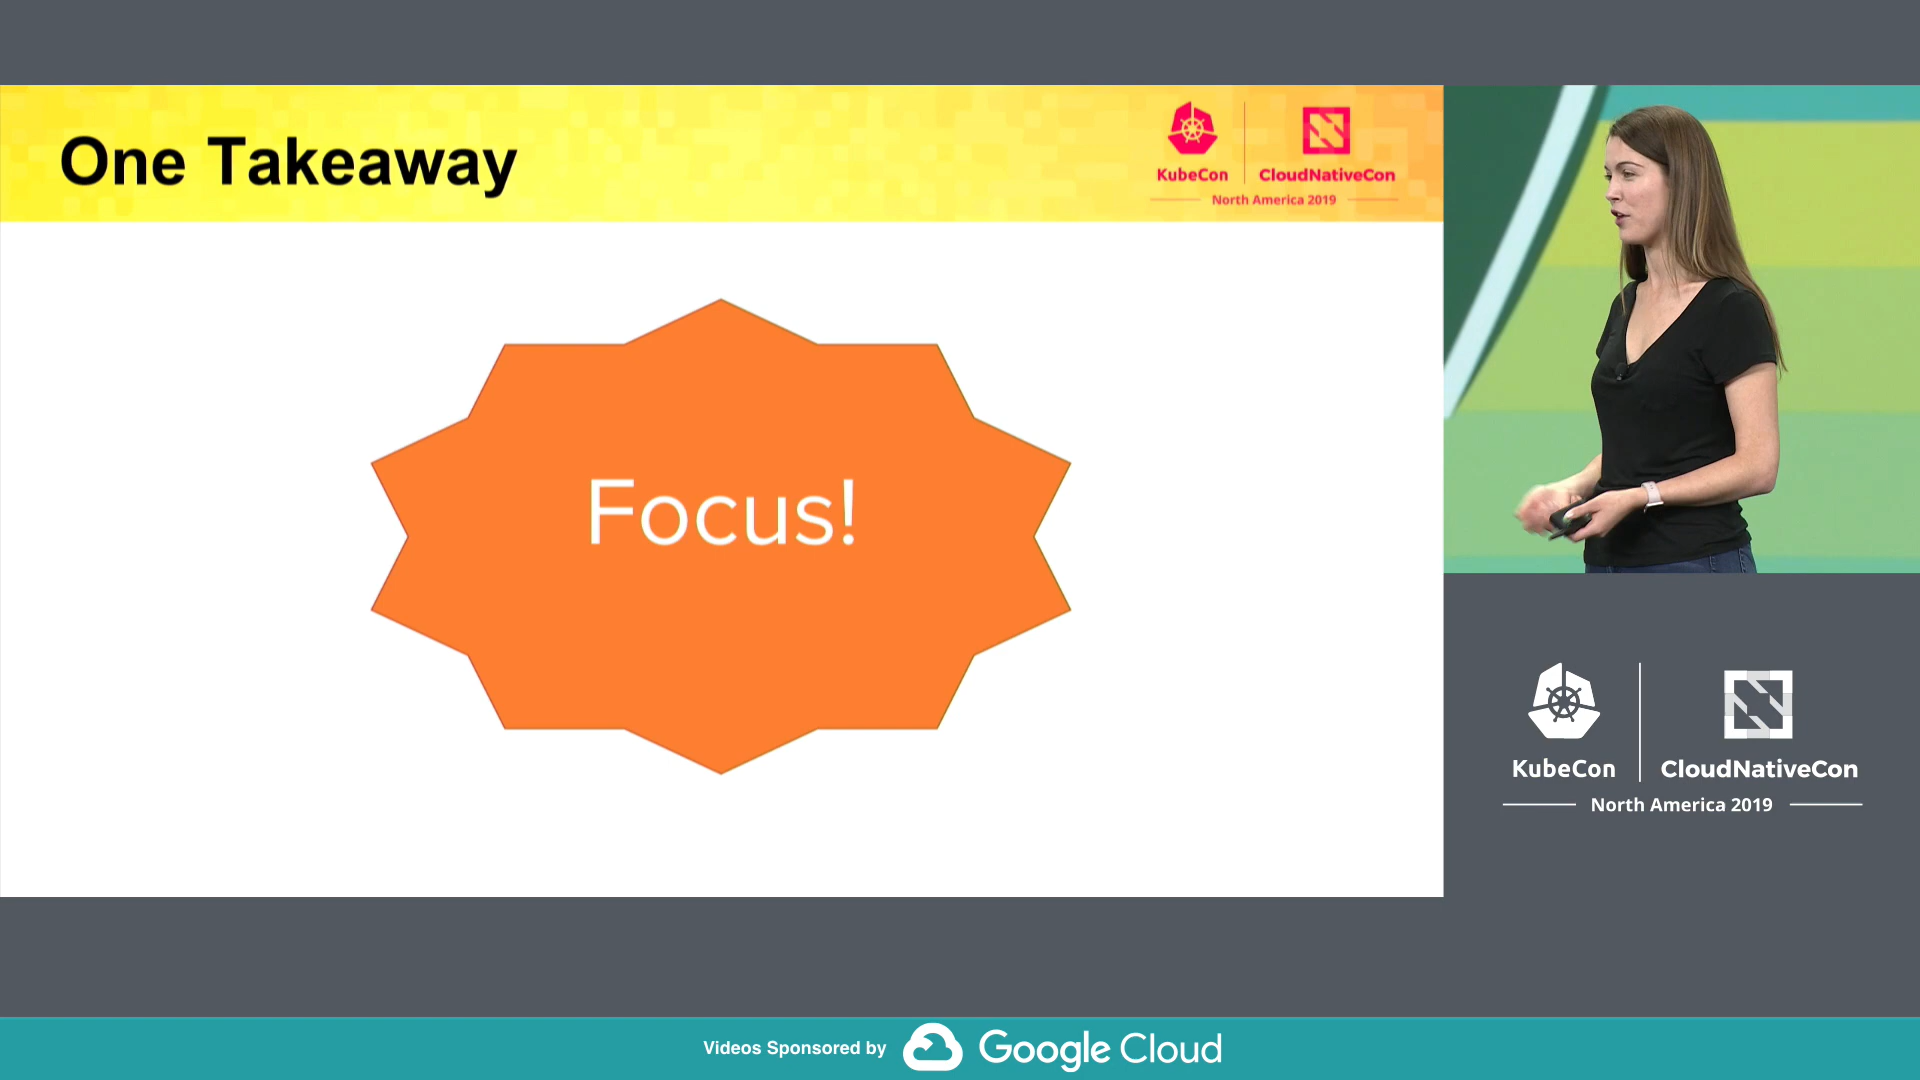 One Takeaway
KubeCon
CloudNativeCon
North America 2019
Focus!
KubeCon
CloudNativeCon
North America 2019
Videos Sponsored by
Google Cloud